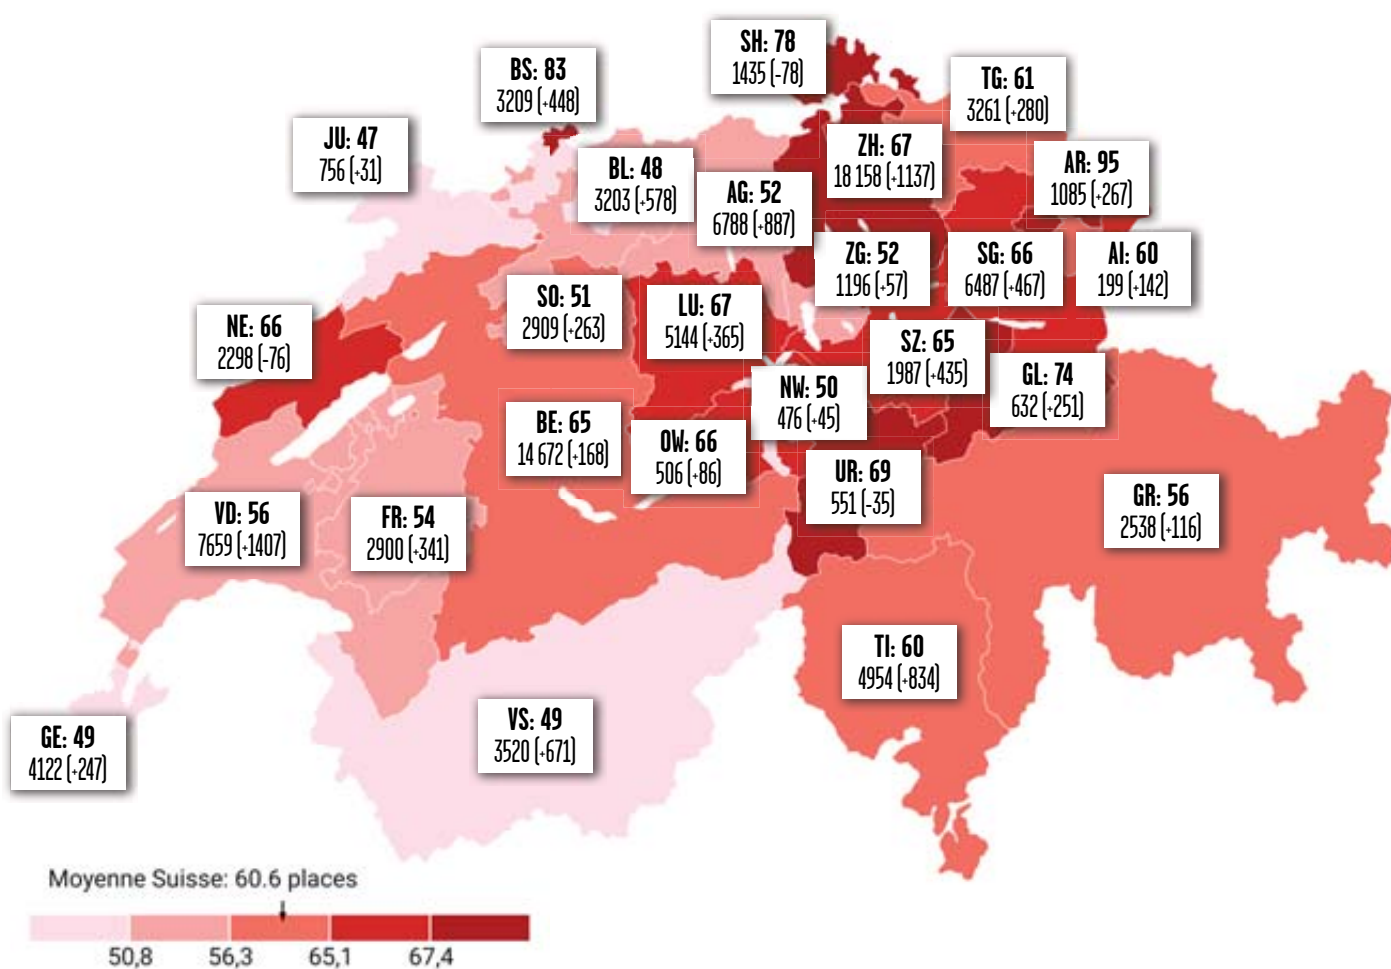 SH: 78
1435 (-78)
BS: 83
3209 (+448)
TG: 61
3261 (+280)
JU: 47
756 (+31)
ZH: 67
18 158 (+1137)
BL: 48
3203 (+578)
AR: 95
1085 (+267)
AG: 52
6788 (+887)
ZG: 52
1196 (+57)
SG: 66
6487 (+467)
AI: 60
199 (+142)
SO: 51
2909 (+263)
LU: 67
5144 (+365)
NE: 66
2298 (-76)
SZ: 65
1987 (+435)
GL: 74
632 (+251)
NW: 50
476 (+45)
BE: 65
14 672 (+168)
OW: 66
506 (+86)
UR: 69
551 (-35)
GR: 56
2538 (+116)
VD: 56
7659 (+1407)
FR: 54
2900 (+341)
TI: 60
4954 (+834)
VS: 49
3520 (+671)
GE: 49
4122 (+247)
Moyenne Suisse: 60.6 places
50,8 56,3 65,1 67,4